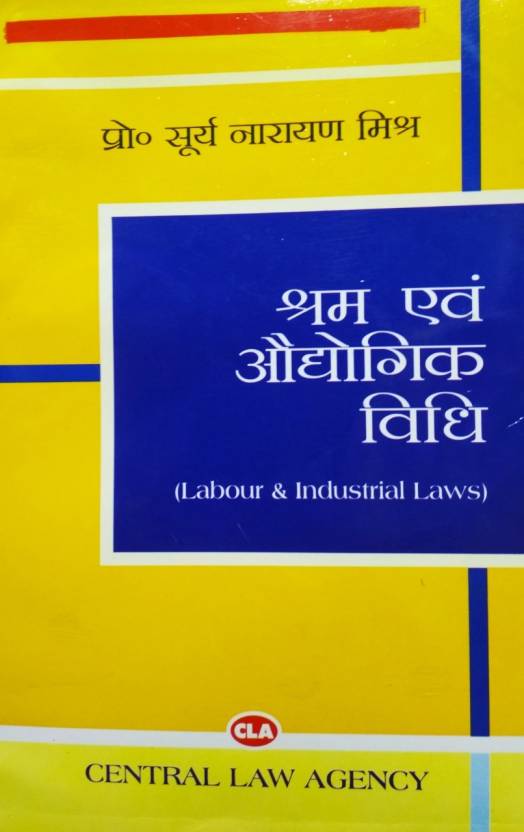 प्रो० सूर्य नारायण मिश्र
श्रम एवं
औद्योगिक
विधि
(Labour & Industrial Laws)
CLA
CENTRAL LAW AGENCY